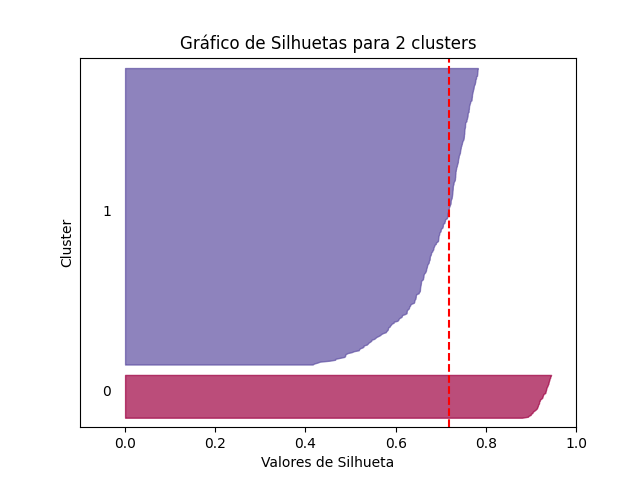 Gráfico de Silhuetas para 2 clusters
Cluster
1
0
0.0 0.2 0.4 0.6 0.8 1.0
Valores de Silhueta